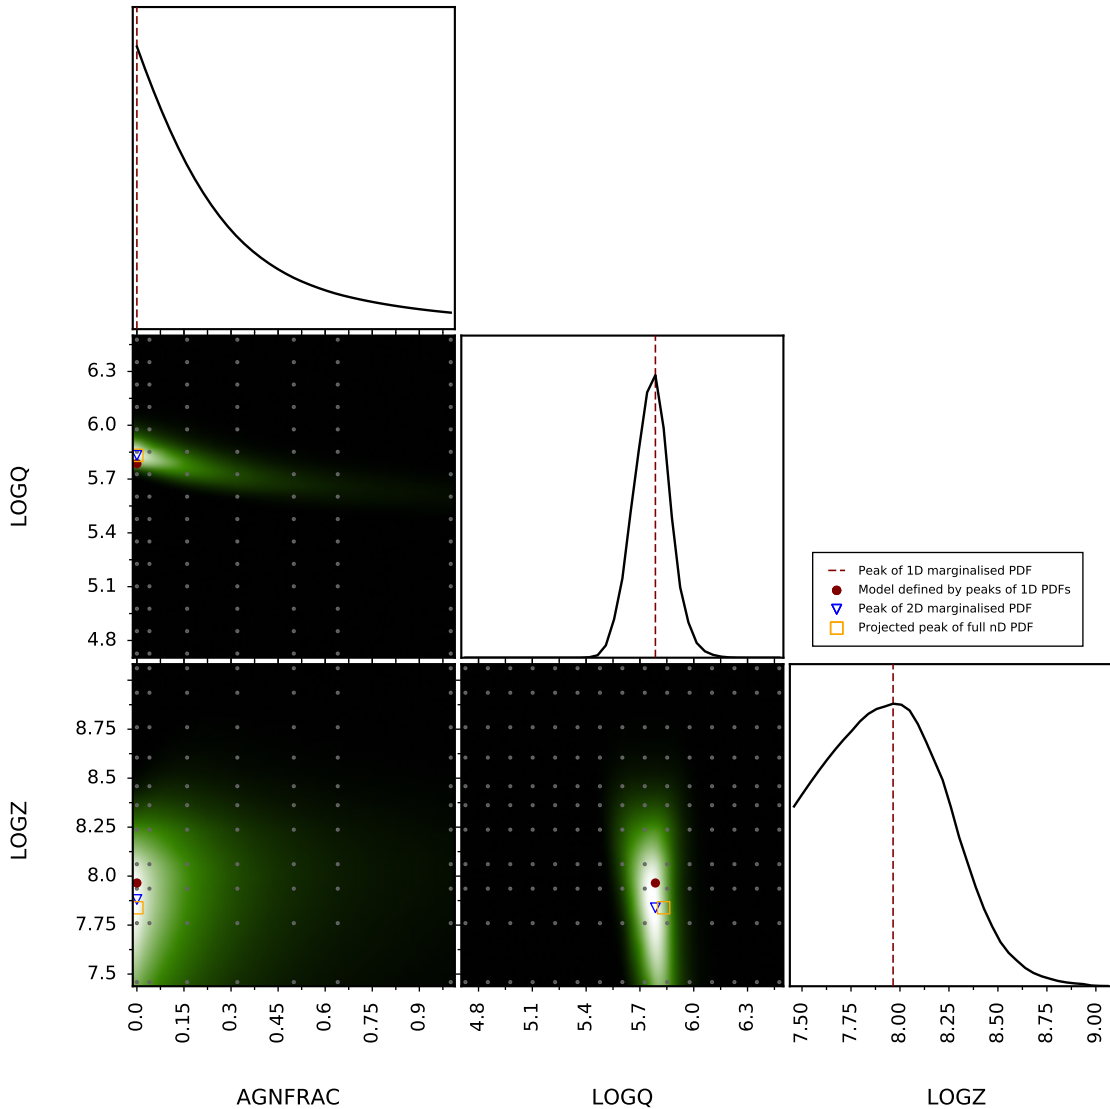 6.3
6.0
5.7
5.4
5.1
4.8
LOGQ
Peak of 1D marginalised PDF
Model defined by peaks of 1D PDFs
Peak of 2D marginalised PDF
Projected peak of full nD PDF
8.75
8.5
8.25
8.0
7.75
7.5
LOGZ
0.0 0.15 0.3 0.45 0.6 0.75 0.9
4.8 5.1 5.4 5.7 6.0 6.3
7.50 7.75 8.00 8.25 8.50 8.75 9.00
AGNFRAC LOGQ LOGZ